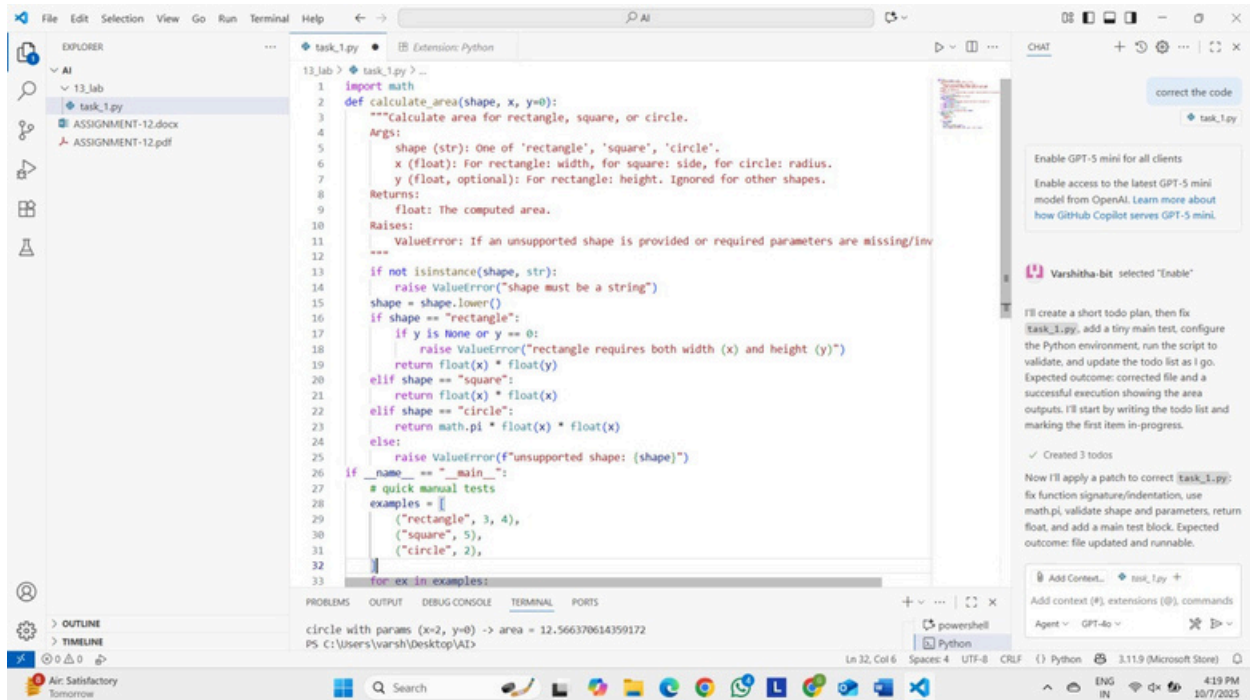 File Edit Selection View Go Run Terminal Help
AI
EXPLORER
AI
13_lab
task_1.py
ASSIGNMENT-12.docx
ASSIGNMENT-12.pdf
OUTLINE
TIMELINE
task_1.py
Extension: Python
13_lab > task_1.py > ...
1 import math
2 def calculate_area(shape, x, y=0):
3 """Calculate area for rectangle, square, or circle.
4 Args:
5 shape (str): One of 'rectangle', 'square', 'circle'.
6 x (float): For rectangle: width, for square: side, for circle: radius.
7 y (float, optional): For rectangle: height. Ignored for other shapes.
8 Returns:
9 float: The computed area.
10 Raises:
11 ValueError: If an unsupported shape is provided or required parameters are missing/inv
12 """
13 if not isinstance(shape, str):
14 raise ValueError("shape must be a string")
15 shape = shape.lower()
16 if shape == "rectangle":
17 if y is None or y == 0:
18 raise ValueError("rectangle requires both width (x) and height (y)")
19 return float(x) * float(y)
20 elif shape == "square":
21 return float(x) * float(x)
22 elif shape == "circle":
23 return math.pi * float(x) * float(x)
24 else:
25 raise ValueError(f"unsupported shape: {shape}")
26 if __name__ == "__main__":
27 # quick manual tests
28 examples = [
29 ("rectangle", 3, 4),
30 ("square", 5),
31 ("circle", 2),
32 ]
33 for ex in examples:
PROBLEMS OUTPUT DEBUG CONSOLE TERMINAL PORTS
circle with params (x=2, y=0) -> area = 12.566370614359172
PS C:\Users\varsh\Desktop\AI>
powershell
Python
CHAT
correct the code
task_1.py
Enable GPT-5 mini for all clients
Enable access to the latest GPT-5 mini
model from OpenAI. Learn more about
how GitHub Copilot serves GPT-5 mini.
Varshitha-bit selected "Enable"
I'll create a short todo plan, then fix
task_1.py, add a tiny main test, configure
the Python environment, run the script to
validate, and update the todo list as I go.
Expected outcome: corrected file and a
successful execution showing the area
outputs. I'll start by writing the todo list and
marking the first item in-progress.
Created 3 todos
Now I'll apply a patch to correct task_1.py:
fix function signature/indentation, use
math.pi, validate shape and parameters, return
float, and add a main test block. Expected
outcome: file updated and runnable.
Add Context... task_1.py
Add context (#), extensions (@), commands
Agent GPT-4o
0 0
Ln 32, Col 6 Spaces: 4 UTF-8 CRLF {} Python 3.11.9 (Microsoft Store)
8
Air: Satisfactory
Tomorrow
Search
ENG
IN
4:19 PM
10/7/2025